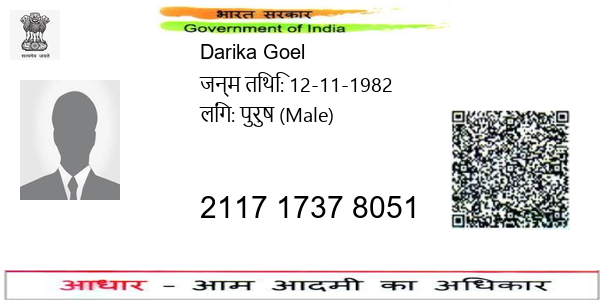 भारत सरकार
Government of India
सत्यमेव जयते
Darika Goel
जन्म तिथि: 12-11-1982
लिंग: पुरुष (Male)
2117 1737 8051
आधार - आम आदमी का अधिकार